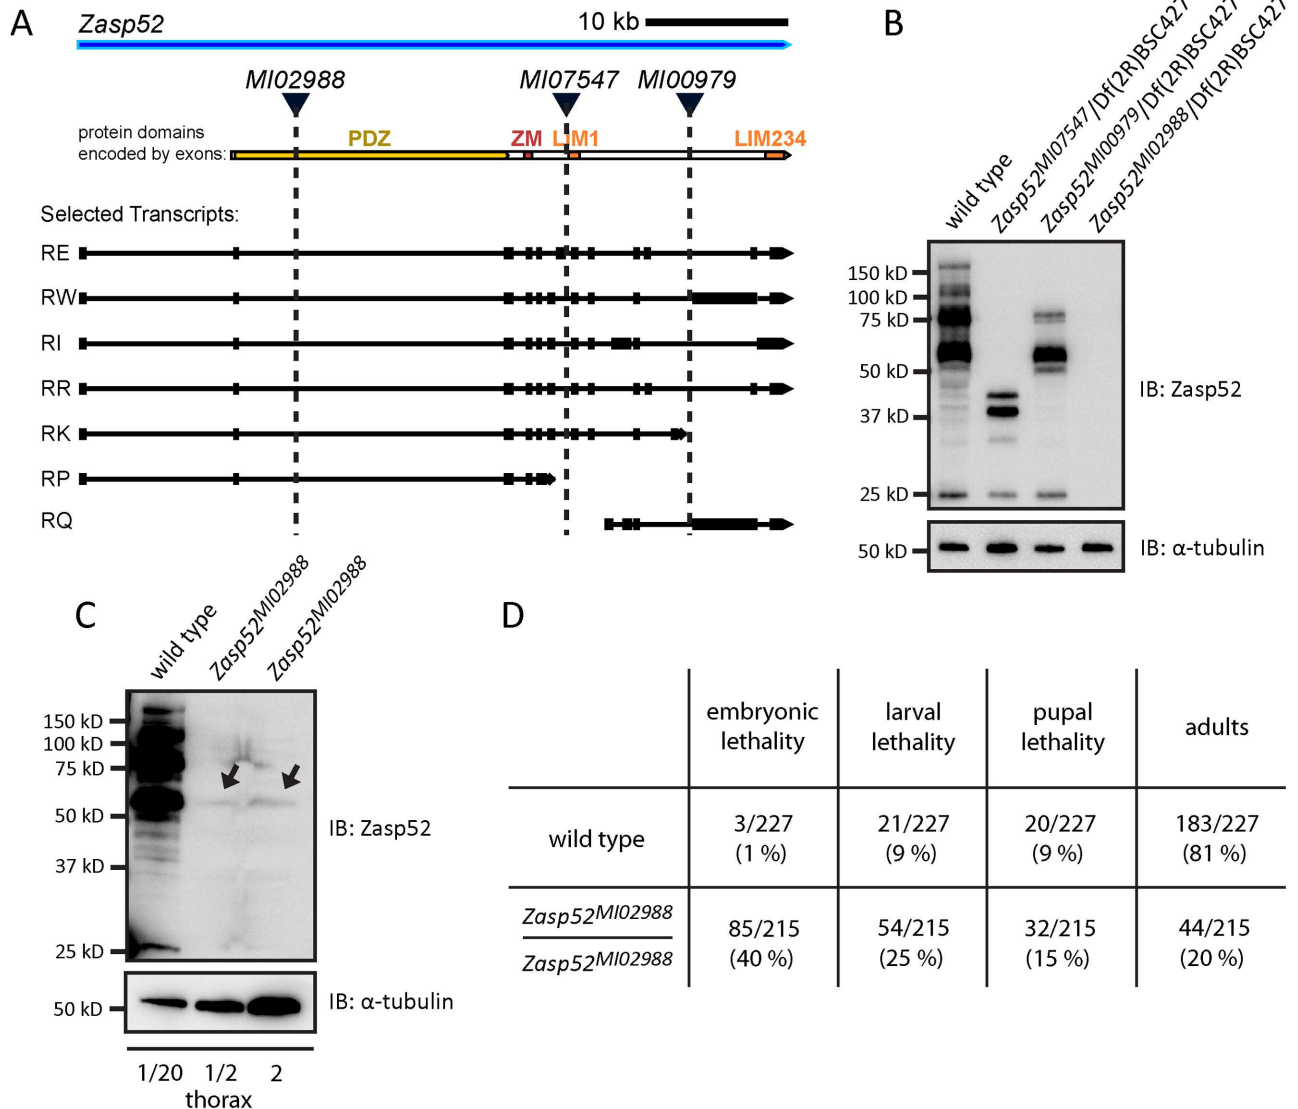 A
Zasp52
10 kb
MI02988
MI07547
MI00979
protein domains
encoded by exons:
PDZ
ZM
LIM1
LIM234
Selected Transcripts:
RE
RW
RI
RR
RK
RP
RQ
B
wild type
Zasp52MI07547/Df(2R)BSC427
Zasp52MI00979/Df(2R)BSC427
Zasp52MI02988/Df(2R)BSC427
150 kD
100 kD
75 kD
50 kD
37 kD
25 kD
IB: Zasp52
50 kD
IB: α-tubulin
C
wild type
Zasp52MI02988
Zasp52MI02988
150 kD
100 kD
75 kD
50 kD
37 kD
25 kD
IB: Zasp52
50 kD
IB: α-tubulin
1/20 1/2 2
thorax
D
embryonic lethality
larval lethality
pupal lethality
adults
wild type
3/227 (1 %)
21/227 (9 %)
20/227 (9 %)
183/227 (81 %)
Zasp52MI02988
Zasp52MI02988
85/215 (40 %)
54/215 (25 %)
32/215 (15 %)
44/215 (20 %)